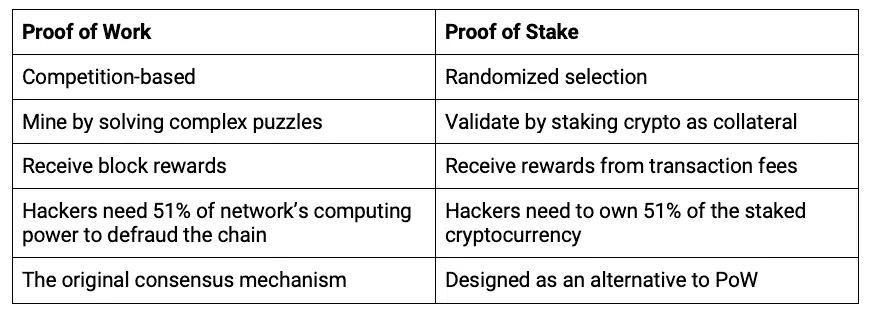 Proof of Work
Proof of Stake
Competition-based
Randomized selection
Mine by solving complex puzzles
Validate by staking crypto as collateral
Receive block rewards
Receive rewards from transaction fees
Hackers need 51% of network’s computing
power to defraud the chain
Hackers need to own 51% of the staked
cryptocurrency
The original consensus mechanism
Designed as an alternative to PoW